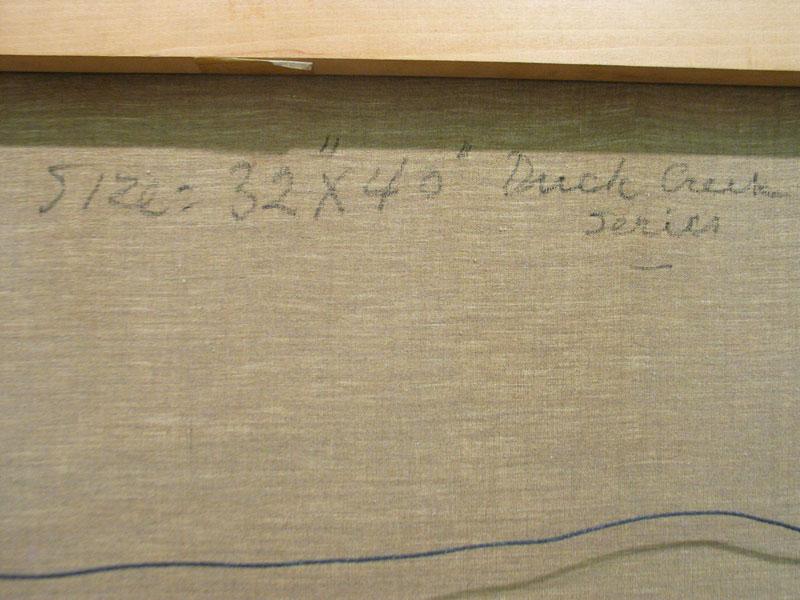 Size: 32" X 40" Duck Creek
Series